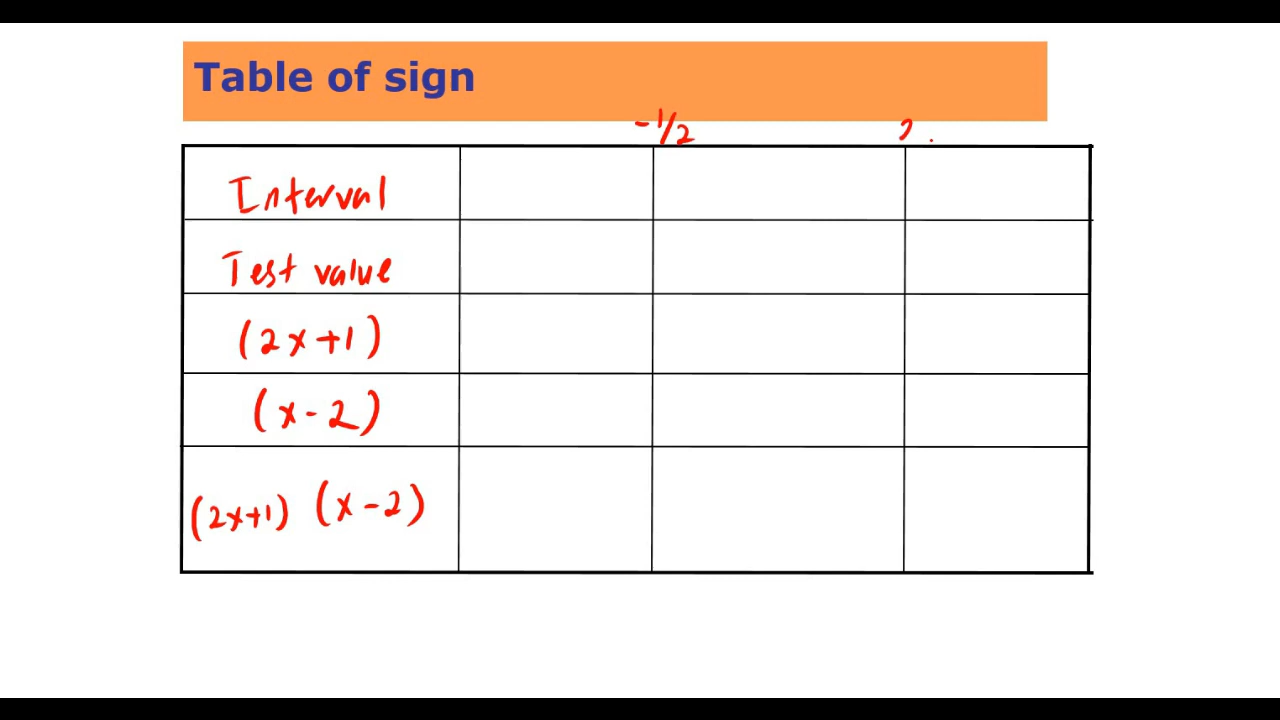 Table of sign
-1/2 2
Interval
Test value
(2x+1)
(x-2)
(2x+1) (x-2)